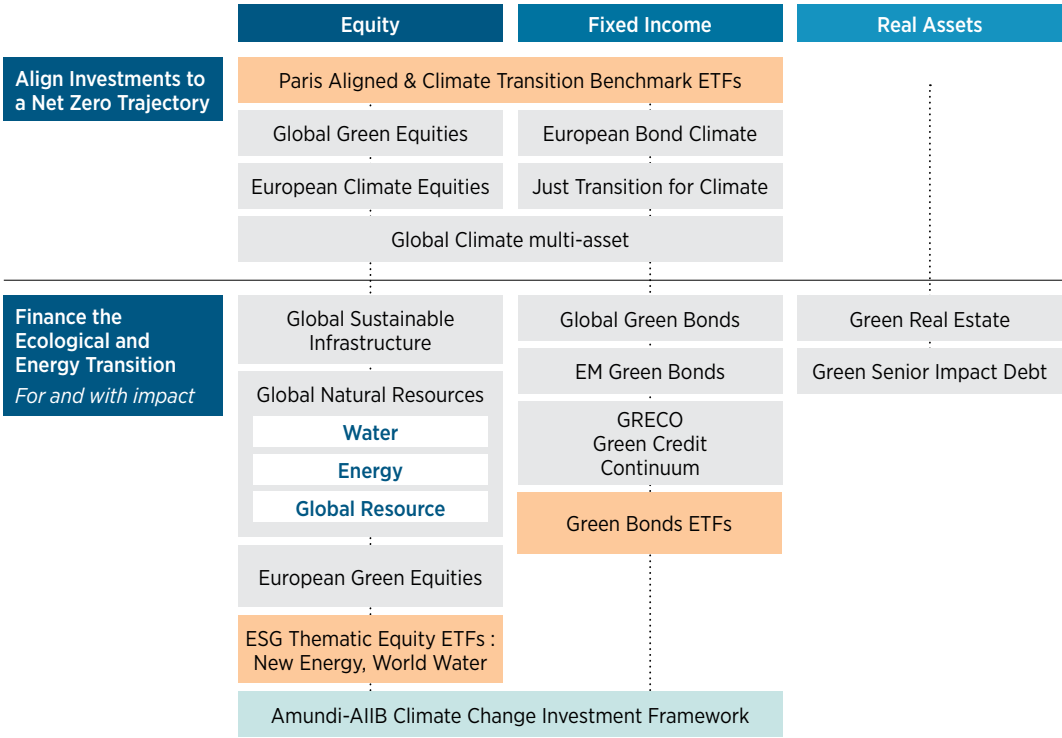 Equity
Fixed Income
Real Assets
Align Investments to
a Net Zero Trajectory
Paris Aligned & Climate Transition Benchmark ETFs
Global Green Equities
European Bond Climate
European Climate Equities
Just Transition for Climate
Global Climate multi-asset
Finance the
Ecological and
Energy Transition
For and with impact
Global Sustainable
Infrastructure
Global Natural Resources
Water
Energy
Global Resource
European Green Equities
ESG Thematic Equity ETFs :
New Energy, World Water
Global Green Bonds
EM Green Bonds
GRECO
Green Credit
Continuum
Green Bonds ETFs
Green Real Estate
Green Senior Impact Debt
Amundi-AIIB Climate Change Investment Framework